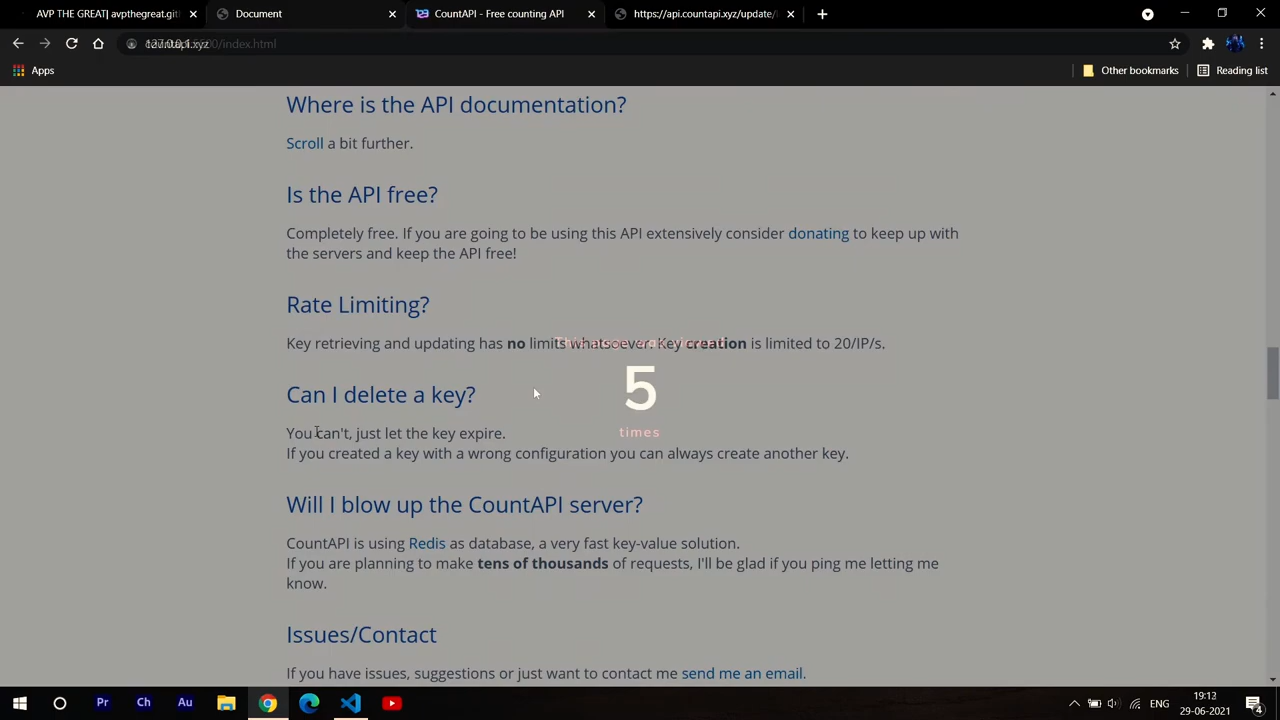 AVP THE GREAT| avpthegreat.git
Document
CountAPI - Free counting API
https://api.countapi.xyz/update/
/index.html
Apps
Other bookmarks
Reading list
Where is the API documentation?
Scroll a bit further.
Is the API free?
Completely free. If you are going to be using this API extensively consider donating to keep up with
the servers and keep the API free!
Rate Limiting?
Key retrieving and updating has no limits whatsoever. Key creation is limited to 20/IP/s.
5
times
Can I delete a key?
You can't, just let the key expire.
If you created a key with a wrong configuration you can always create another key.
Will I blow up the CountAPI server?
CountAPI is using Redis as database, a very fast key-value solution.
If you are planning to make tens of thousands of requests, I'll be glad if you ping me letting me
know.
Issues/Contact
If you have issues, suggestions or just want to contact me send me an email.
Pr
Ch
Au
ENG
19:13
29-06-2021
4